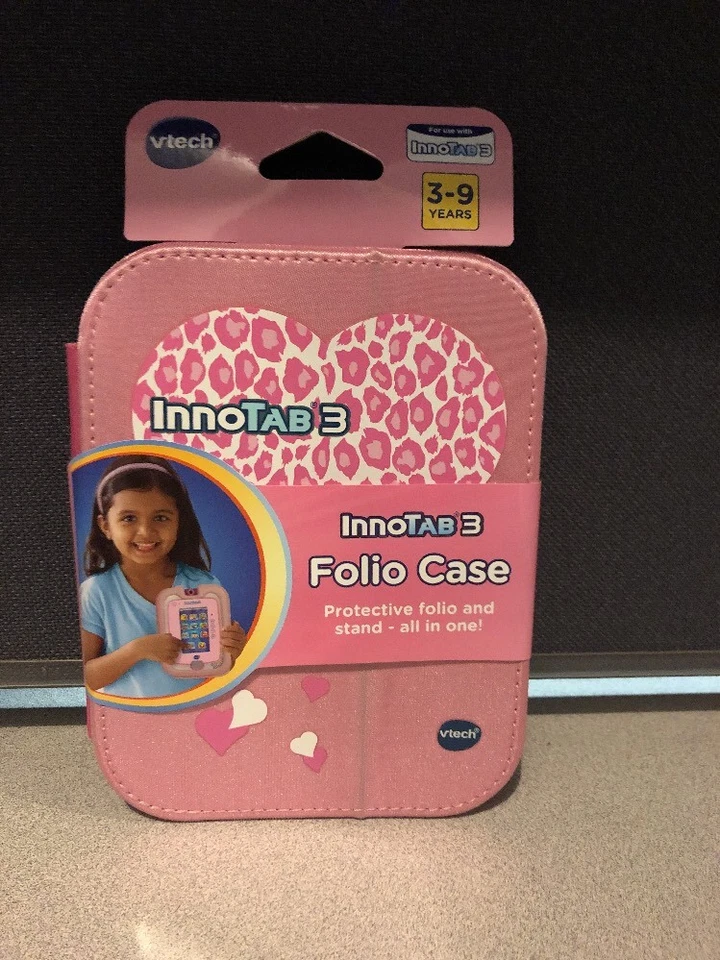 vtech®
For use with
InnoTAB® 3
3-9
YEARS
InnoTAB® 3
InnoTAB® 3
Folio Case
Protective folio and
stand - all in one!
vtech®